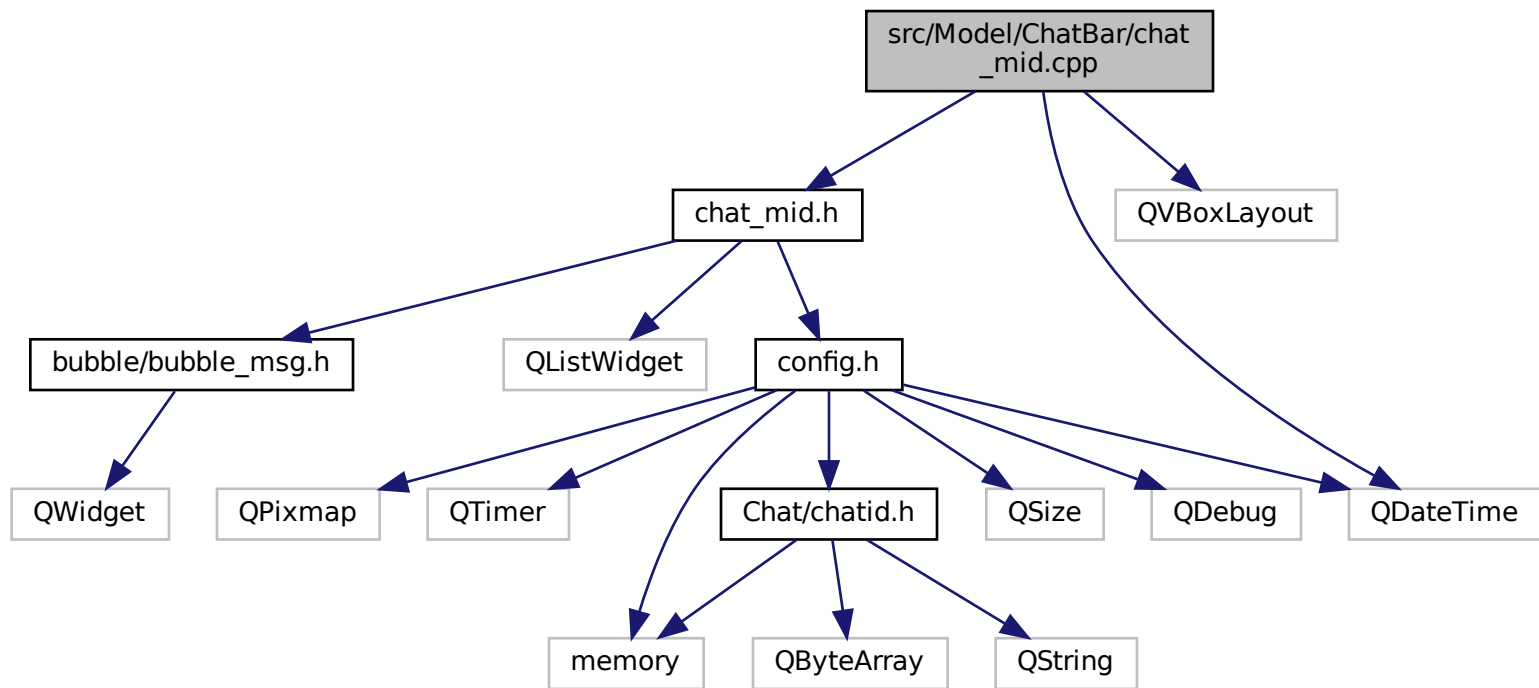 src/Model/ChatBar/chat
_mid.cpp
chat_mid.h
QVBoxLayout
bubble/bubble_msg.h
QListWidget
config.h
QWidget
QPixmap
QTimer
Chat/chatid.h
QSize
QDebug
QDateTime
memory
QByteArray
QString